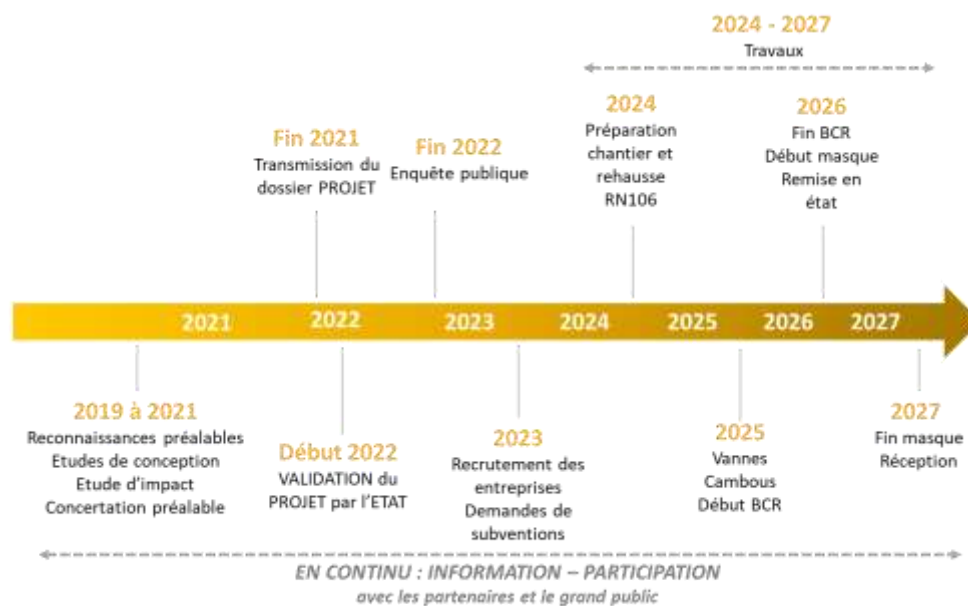 2024 - 2027
Travaux
Fin 2021
Transmission du
dossier PROJET
Fin 2022
Enquête publique
2024
Préparation
chantier et
rehausse
RN106
2026
Fin BCR
Début masque
Remise en
état
2021 2022 2023 2024 2025 2026 2027
2019 à 2021
Reconnaissances préalables
Etudes de conception
Etude d'impact
Concertation préalable
Début 2022
VALIDATION du
PROJET par l'ETAT
2023
Recrutement des
entreprises
Demandes de
subventions
2025
Vannes
Cambous
Début BCR
2027
Fin masque
Réception
EN CONTINU : INFORMATION – PARTICIPATION
avec les partenaires et le grand public